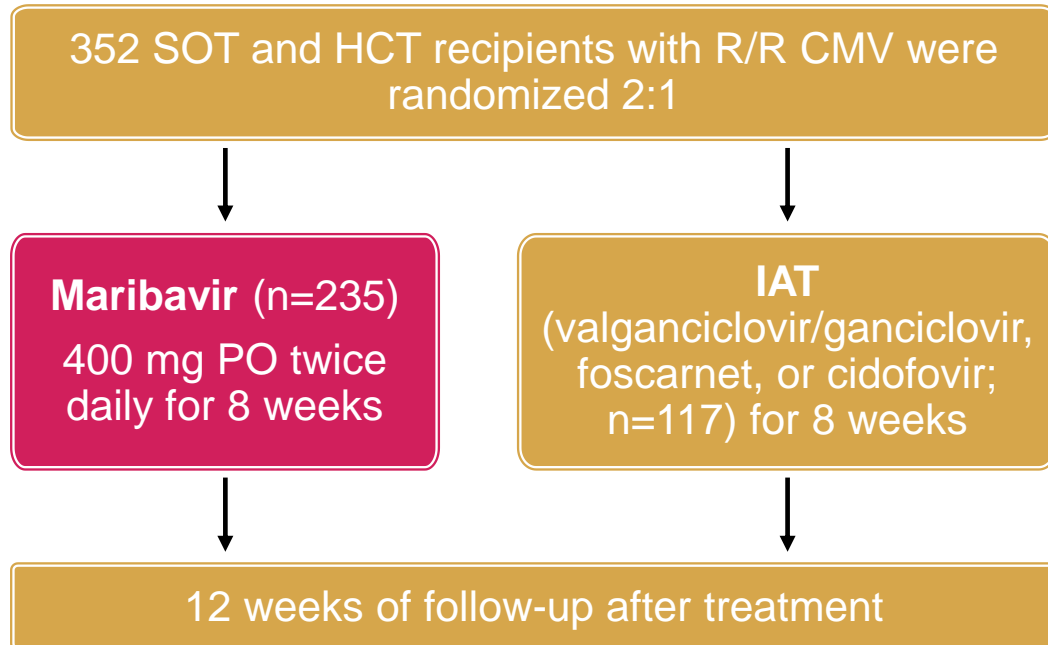 352 SOT and HCT recipients with R/R CMV were
randomized 2:1
Maribavir (n=235)
400 mg PO twice
daily for 8 weeks
IAT
(valganciclovir/ganciclovir,
foscarnet, or cidofovir;
n=117) for 8 weeks
12 weeks of follow-up after treatment